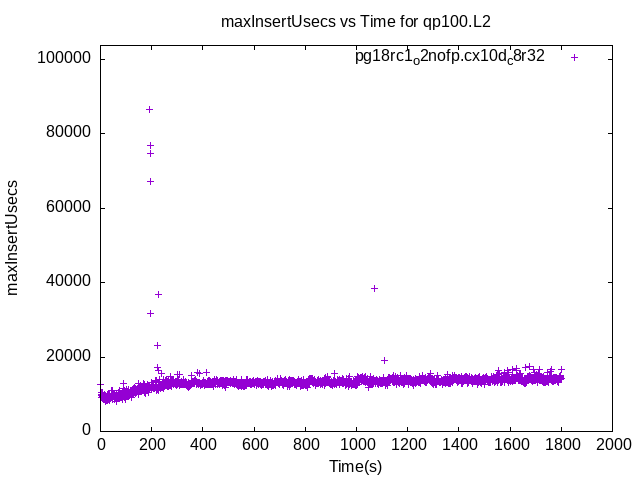 maxInsertUsecs vs Time for qp100.L2
pg18rc1_o2nofp.cx10d_c8r32
100000
80000
60000
40000
20000
0
maxInsertUsecs
0 200 400 600 800 1000 1200 1400 1600 1800 2000
Time(s)